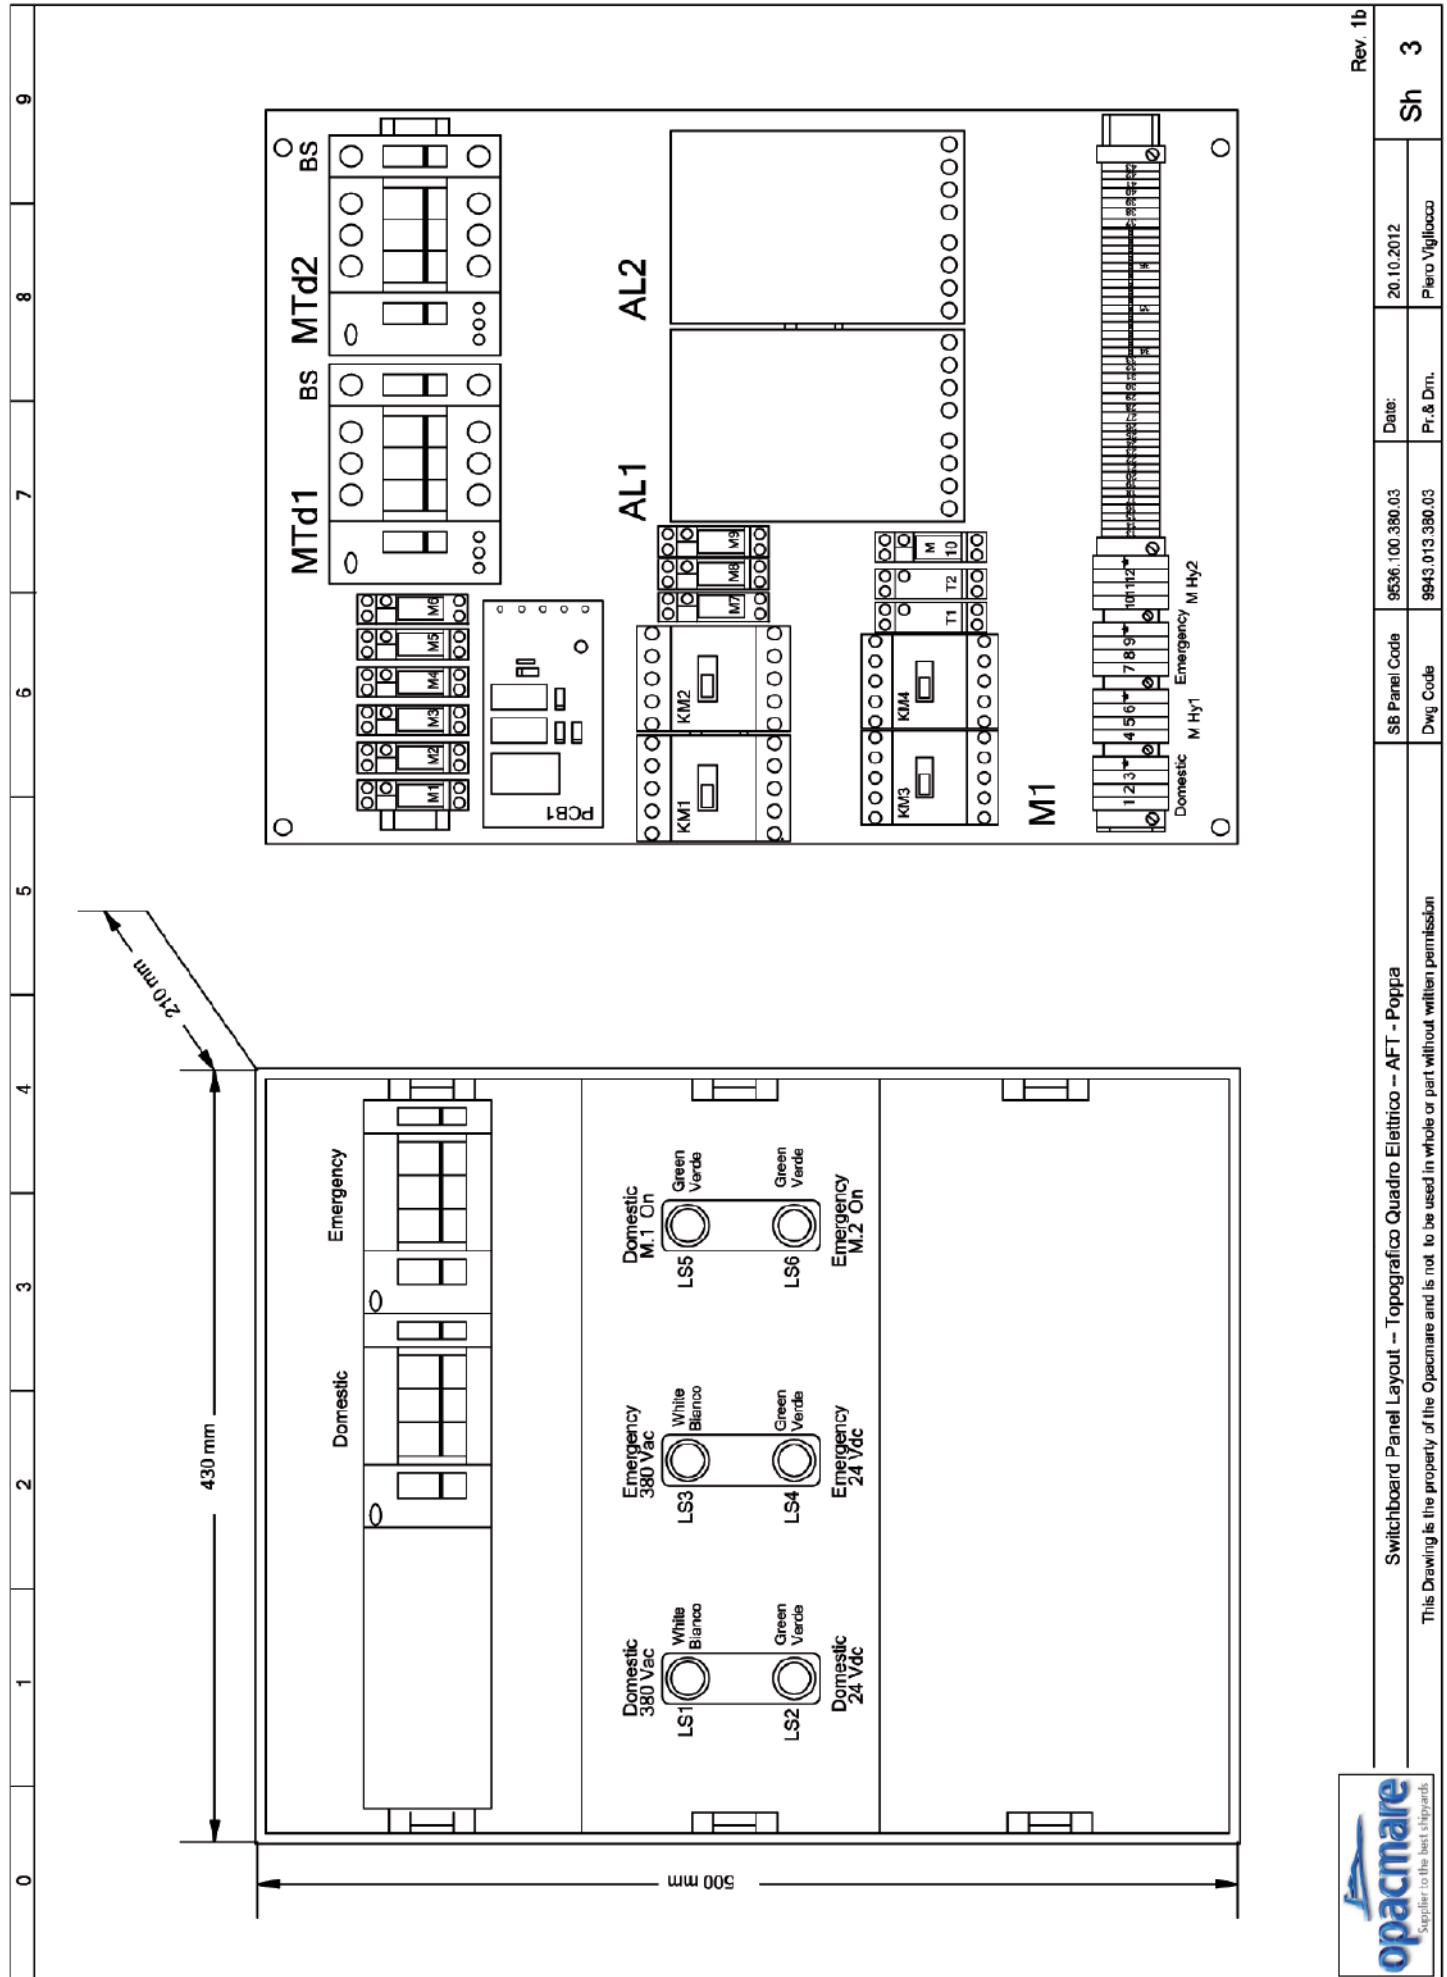 0 1 2 3 4 5 6 7 8 9
430 mm
210 mm
500 mm
Domestic
Emergency
Domestic
380 Vac
LS1
White
Bianco
LS2
Green
Verde
Domestic
24 Vdc
Emergency
380 Vac
LS3
White
Bianco
LS4
Green
Verde
Emergency
24 Vdc
Domestic
M.1 On
LS5
Green
Verde
LS6
Green
Verde
Emergency
M.2 On
MTd1
BS
MTd2
BS
M1
M2
M3
M4
M5
M6
PCB1
AL1
AL2
KM1
KM2
M7
M8
M9
KM3
KM4
T1
T2
M
10
M1
1 2 3
4 5 6
7 8 9
10 11 12
34
35
36
Domestic
M Hy1
Emergency
M Hy2
Rev. 1b
opacmare
Supplier to the best shipyards
Switchboard Panel Layout -- Topografico Quadro Elettrico -- AFT - Poppa
This Drawing is the property of the Opacmare and is not to be used in whole or part without written permission
SB Panel Code
9536.100.380.03
Date:
20.10.2012
Dwg Code
9943.013.380.03
Pr.& Drn.
Piero Vigliocco
Sh 3